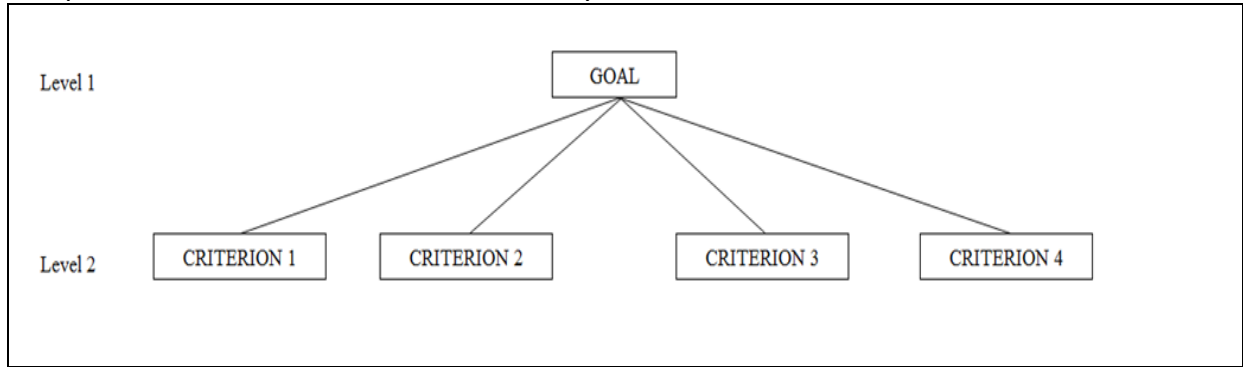 Level 1
GOAL
Level 2
CRITERION 1
CRITERION 2
CRITERION 3
CRITERION 4